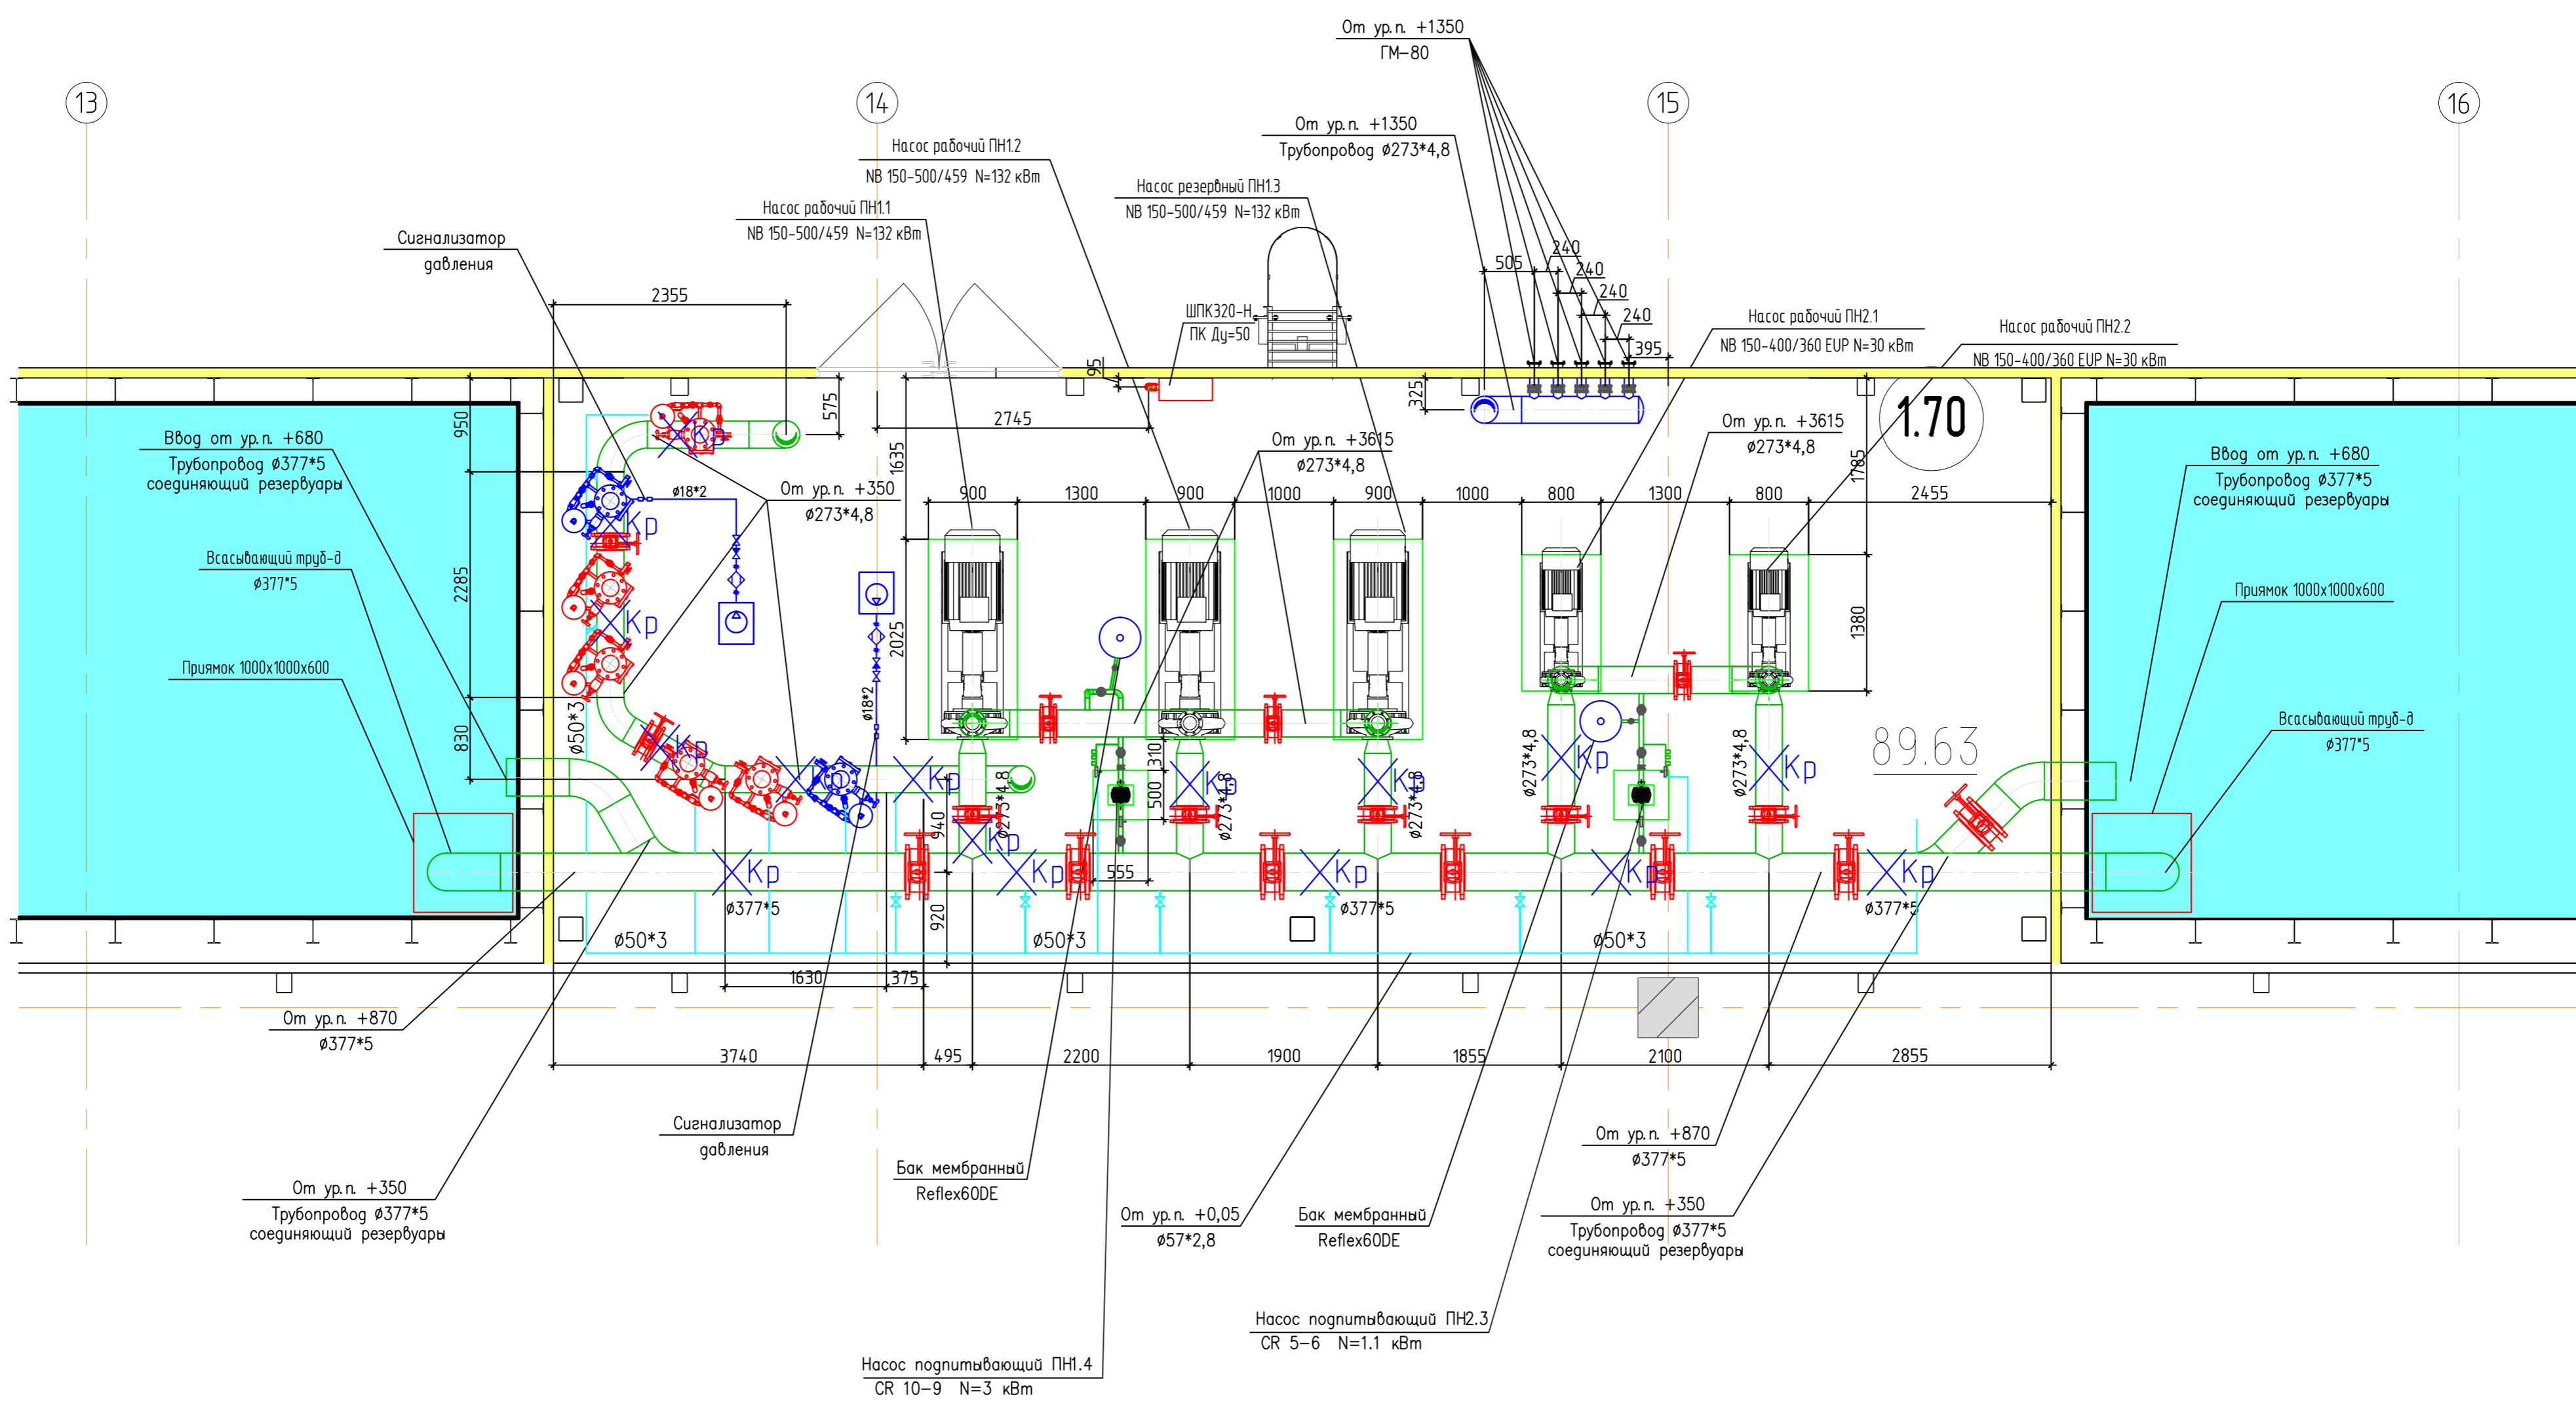 От ур.п. +1350
ГМ-80
13
14
15
16
От ур.п. +1350
Трубопровод ø273*4,8
Насос рабочий ПН1.2
NB 150-500/459 N=132 кВт
Насос резервный ПН1.3
NB 150-500/459 N=132 кВт
Насос рабочий ПН1.1
NB 150-500/459 N=132 кВт
Сигнализатор
давления
240
505
240
240
240
395
2355
ШПК320-Н
ПК Ду=50
Насос рабочий ПН2.1
NB 150-400/360 EUP N=30 кВт
Насос рабочий ПН2.2
NB 150-400/360 EUP N=30 кВт
95
325
575
950
2745
1635
1785
1.70
Ввод от ур.п. +680
Трубопровод ø377*5
соединяющий резервуары
От ур.п. +3615
ø273*4,8
От ур.п. +3615
ø273*4,8
Ввод от ур.п. +680
Трубопровод ø377*5
соединяющий резервуары
Кр
ø18*2
От ур.п. +350
ø273*4,8
900
1300
900
1000
900
1000
800
1300
800
2455
Кр
Всасывающий труб-д
ø377*5
2285
2025
1380
Кр
Приямок 1000х1000х600
Приямок 1000х1000х600
ø18*2
ø50*3
830
Кр
Кр
89.63
Всасывающий труб-д
ø377*5
310
500
ø273*4,8
Кр
ø273*4,8
Кр
ø273*4,8
ø273*4,8
Кр
ø273*4,8
Кр
940
Кр
Кр
Кр
555
Кр
Кр
Кр
ø377*5
ø377*5
ø377*5
920
ø50*3
ø50*3
ø50*3
1630
375
От ур.п. +870
ø377*5
3740
495
2200
1900
1855
2100
2855
Сигнализатор
давления
От ур.п. +870
ø377*5
Бак мембранный
Reflex60DE
От ур.п. +350
Трубопровод ø377*5
соединяющий резервуары
От ур.п. +0,05
ø57*2,8
Бак мембранный
Reflex60DE
От ур.п. +350
Трубопровод ø377*5
соединяющий резервуары
Насос подпитывающий ПН2.3
CR 5-6 N=1.1 кВт
Насос подпитывающий ПН1.4
CR 10-9 N=3 кВт